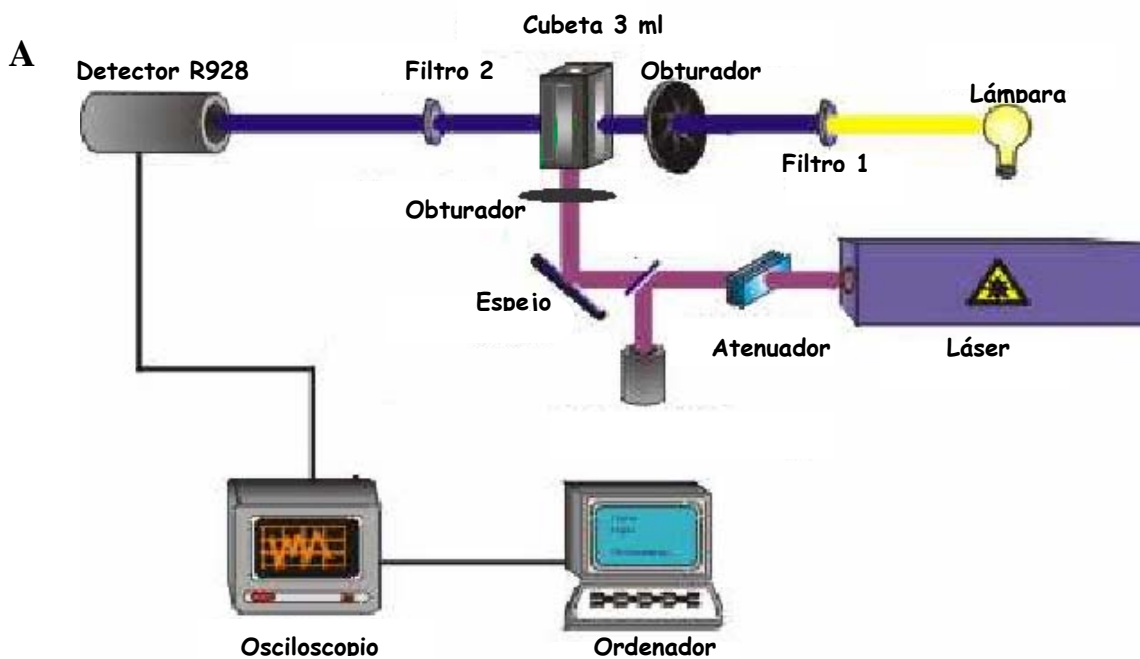 A
Cubeta 3 ml
Detector R928
Filtro 2
Obturador
Lámpara
Filtro 1
Obturador
Espejo
Atenuador
Láser
Osciloscopio
Ordenador